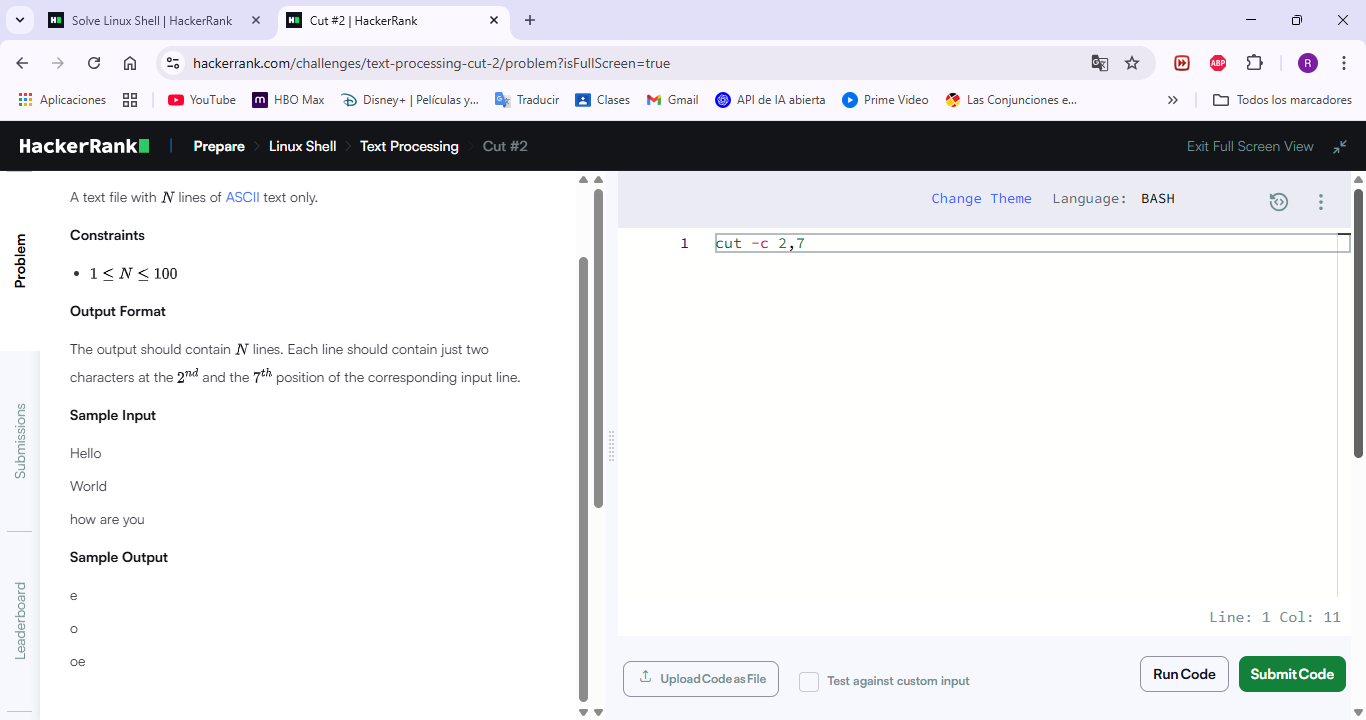 Solve Linux Shell | HackerRank
Cut #2 | HackerRank
hackerrank.com/challenges/text-processing-cut-2/problem?isFullScreen=true
ABP
R
Aplicaciones
YouTube
HBO Max
Disney+ | Películas y...
Traducir
Clases
Gmail
API de IA abierta
Prime Video
Las Conjunciones e...
»
Todos los marcadores
HackerRank
Prepare > Linux Shell > Text Processing > Cut #2
Exit Full Screen View
Problem
Submissions
Leaderboard
A text file with N lines of ASCII text only.
Constraints
• 1 ≤ N ≤ 100
Output Format
The output should contain N lines. Each line should contain just two
characters at the 2nd and the 7th position of the corresponding input line.
Sample Input
Hello
World
how are you
Sample Output
e
o
oe
Change Theme Language: BASH
1 cut -c 2,7
Line: 1 Col: 11
Upload Code as File
Test against custom input
Run Code
Submit Code